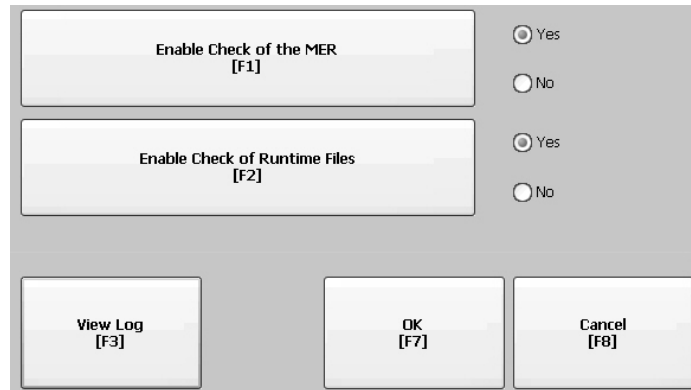 Enable Check of the MER
[F1]
Yes
No
Enable Check of Runtime Files
[F2]
Yes
No
View Log
[F3]
OK
[F7]
Cancel
[F8]